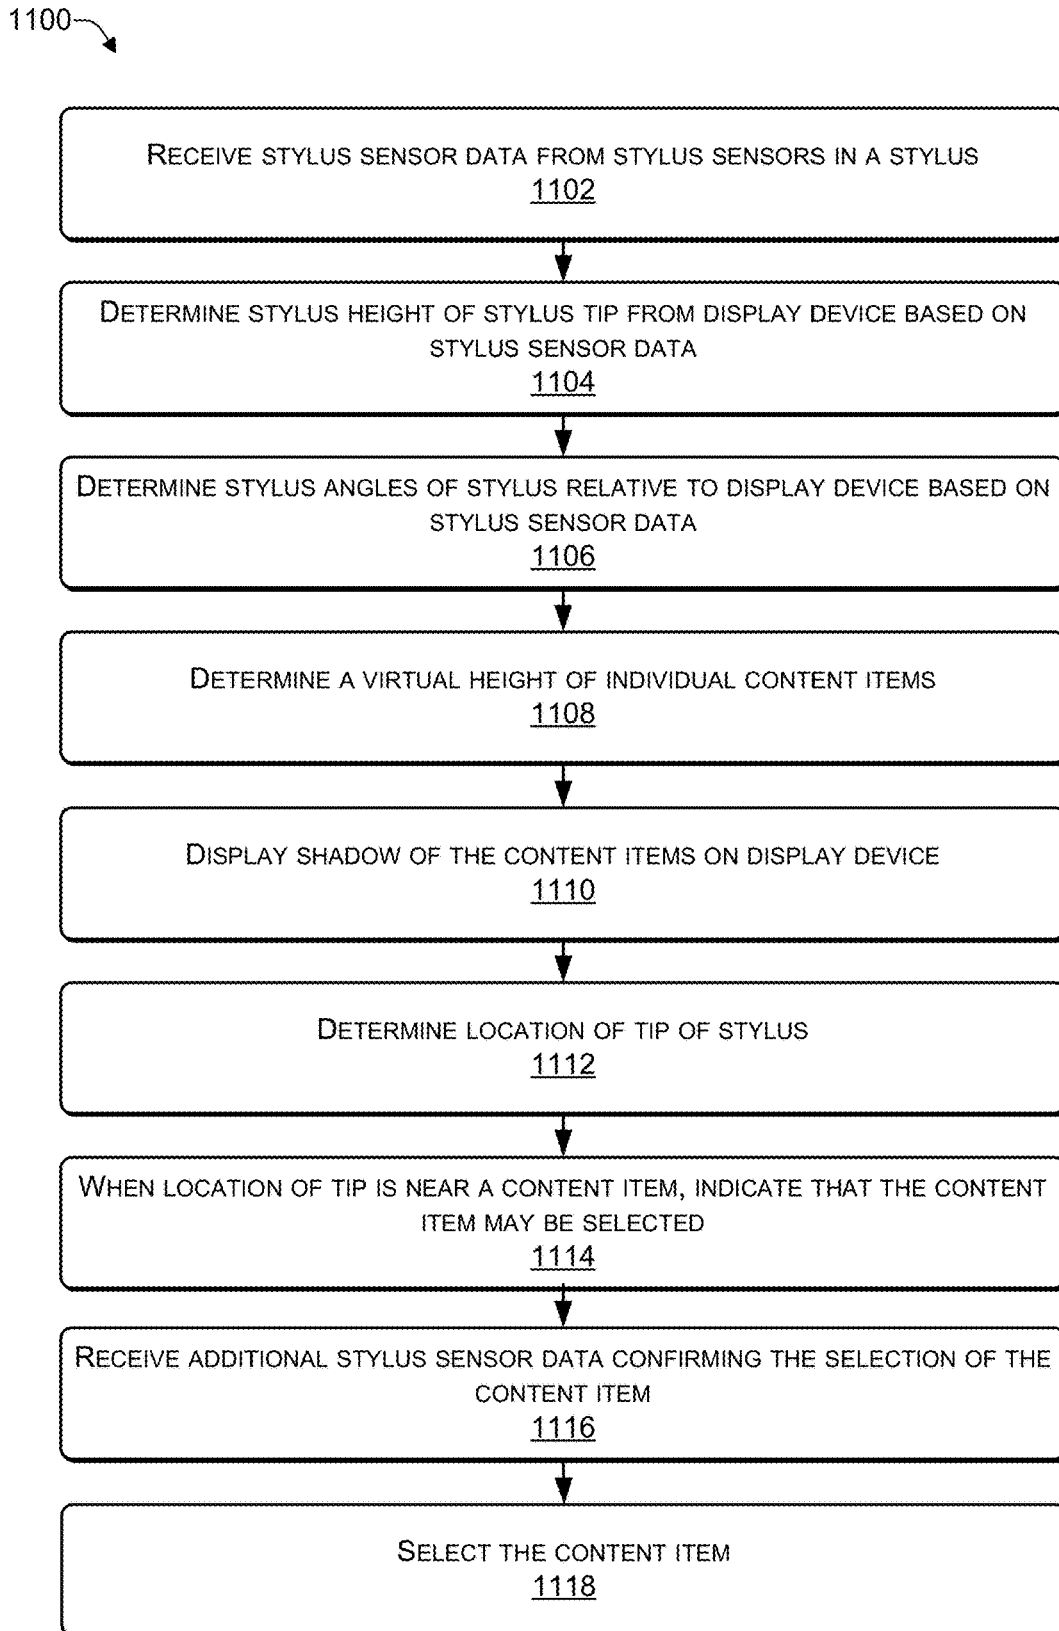 1100
RECEIVE STYLUS SENSOR DATA FROM STYLUS SENSORS IN A STYLUS
1102
DETERMINE STYLUS HEIGHT OF STYLUS TIP FROM DISPLAY DEVICE BASED ON
STYLUS SENSOR DATA
1104
DETERMINE STYLUS ANGLES OF STYLUS RELATIVE TO DISPLAY DEVICE BASED ON
STYLUS SENSOR DATA
1106
DETERMINE A VIRTUAL HEIGHT OF INDIVIDUAL CONTENT ITEMS
1108
DISPLAY SHADOW OF THE CONTENT ITEMS ON DISPLAY DEVICE
1110
DETERMINE LOCATION OF TIP OF STYLUS
1112
WHEN LOCATION OF TIP IS NEAR A CONTENT ITEM, INDICATE THAT THE CONTENT
ITEM MAY BE SELECTED
1114
RECEIVE ADDITIONAL STYLUS SENSOR DATA CONFIRMING THE SELECTION OF THE
CONTENT ITEM
1116
SELECT THE CONTENT ITEM
1118